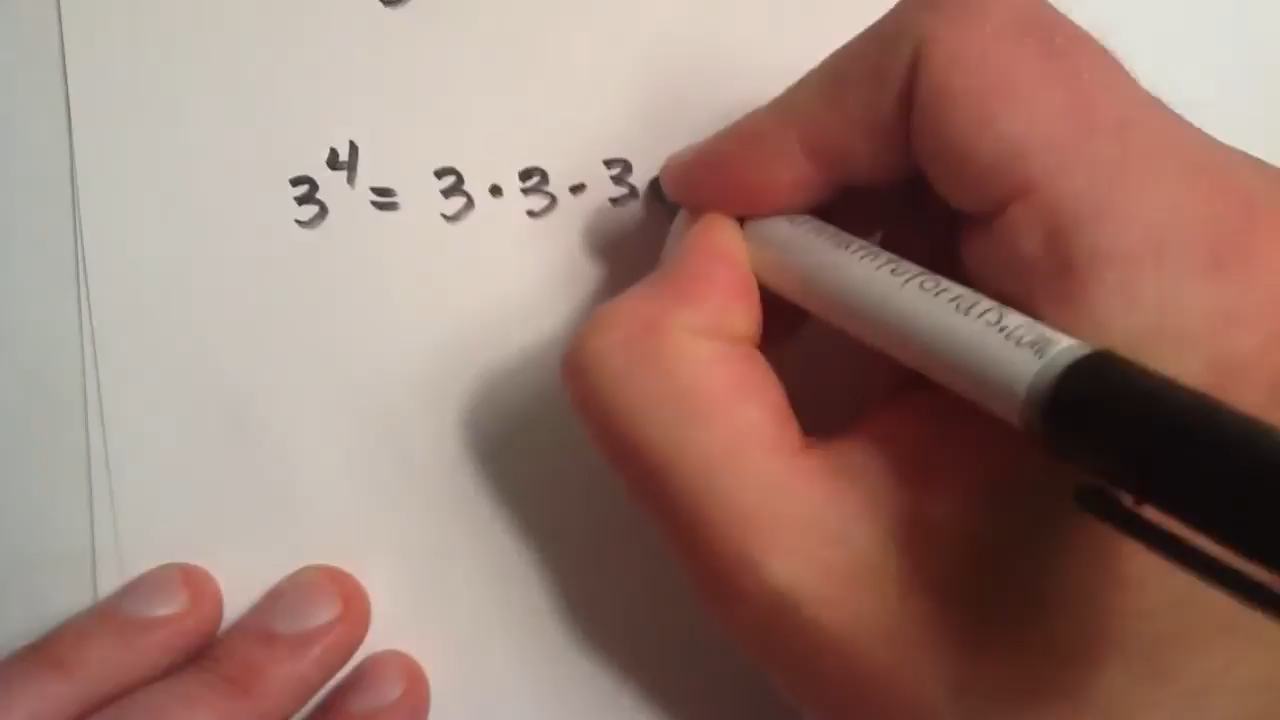 3⁴ = 3 · 3 · 3